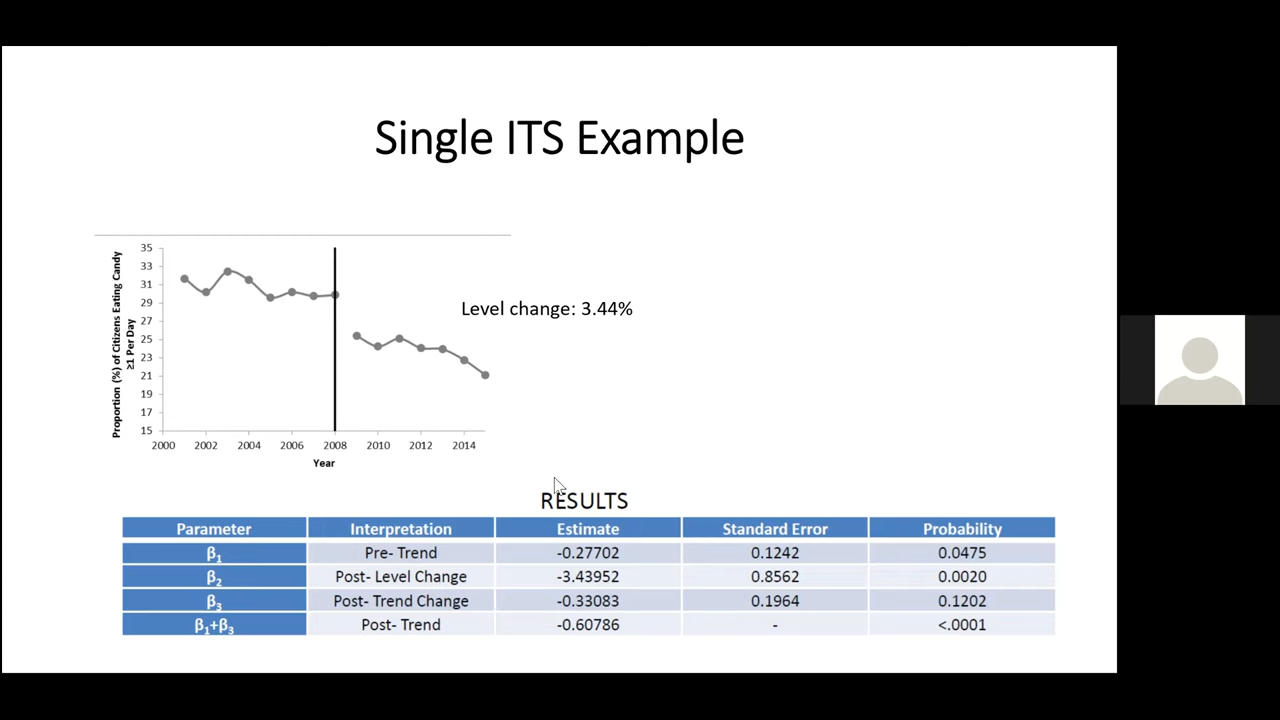 Single ITS Example
35
33
31
29
27
25
23
21
19
17
15
Proportion (%) of Citizens Eating Candy
≥1 Per Day
2000 2002 2004 2006 2008 2010 2012 2014
Year
Level change: 3.44%
RESULTS
Parameter Interpretation Estimate Standard Error Probability
β1 Pre- Trend -0.27702 0.1242 0.0475
β2 Post- Level Change -3.43952 0.8562 0.0020
β3 Post- Trend Change -0.33083 0.1964 0.1202
β1+β3 Post- Trend -0.60786 - <.0001